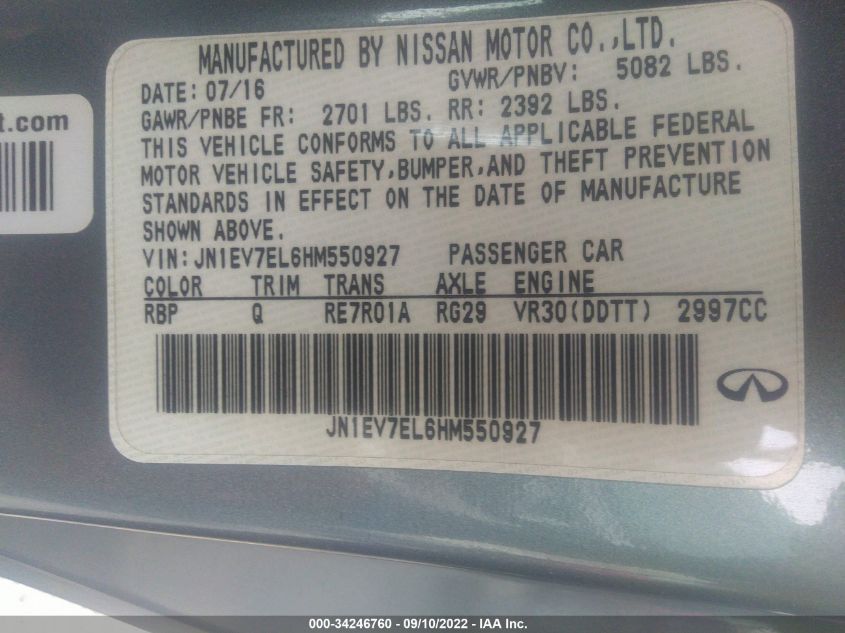 MANUFACTURED BY NISSAN MOTOR CO.,LTD.
DATE: 07/16 GVWR/PNBV: 5082 LBS.
GAWR/PNBE FR: 2701 LBS. RR: 2392 LBS.
THIS VEHICLE CONFORMS TO ALL APPLICABLE FEDERAL
MOTOR VEHICLE SAFETY,BUMPER,AND THEFT PREVENTION
STANDARDS IN EFFECT ON THE DATE OF MANUFACTURE
SHOWN ABOVE.
VIN:JN1EV7EL6HM550927 PASSENGER CAR
COLOR TRIM TRANS AXLE ENGINE
RBP Q RE7R01A RG29 VR30(DDTT) 2997CC
JN1EV7EL6HM550927
t.com
000-34246760 - 09/10/2022 - IAA Inc.